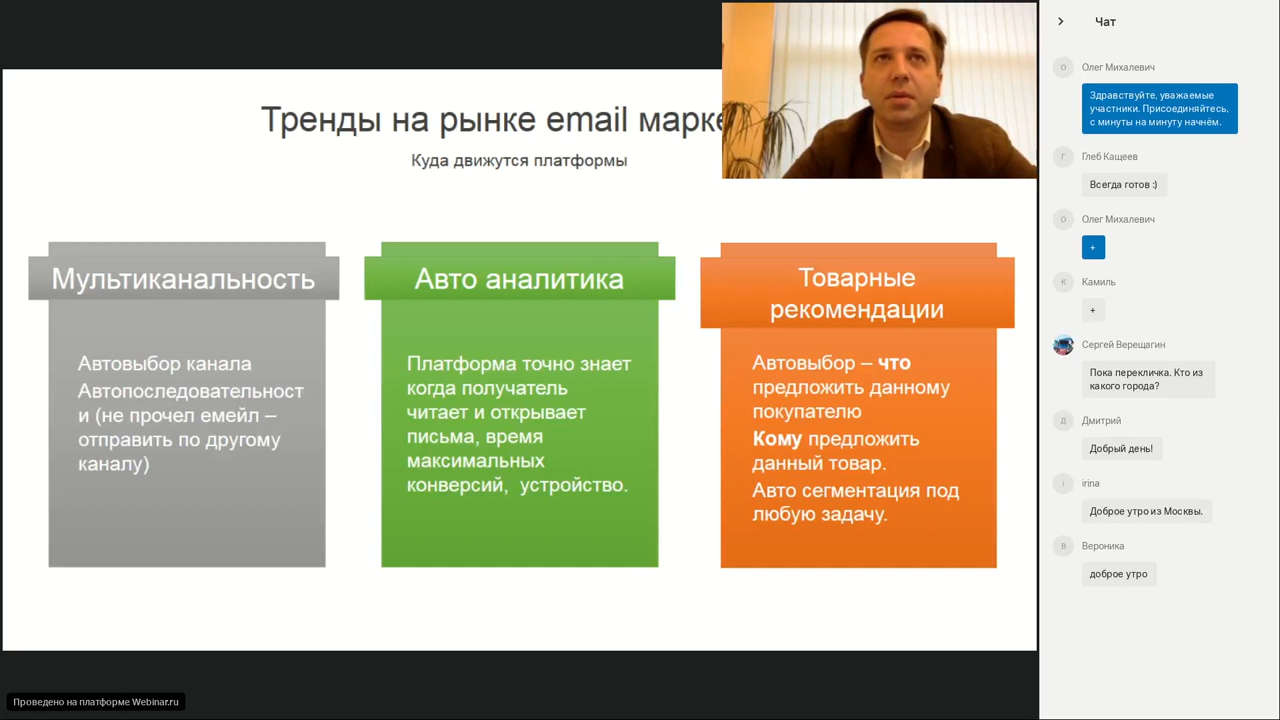 Тренды на рынке email марке
Куда движутся платформы
Мультиканальность
Автовыбор канала
Автопоследовательност
и (не прочел емейл –
отправить по другому
каналу)
Авто аналитика
Платформа точно знает
когда получатель
читает и открывает
письма, время
максимальных
конверсий, устройство.
Товарные
рекомендации
Автовыбор – что
предложить данному
покупателю
Кому предложить
данный товар.
Авто сегментация под
любую задачу.
Проведено на платформе Webinar.ru
Чат
О
Олег Михалевич
Здравствуйте, уважаемые
участники. Присоединяйтесь,
с минуты на минуту начнём.
Г
Глеб Кащеев
Всегда готов :)
О
Олег Михалевич
+
К
Камиль
+
Сергей Верещагин
Пока перекличка. Кто из
какого города?
Д
Дмитрий
Добрый день!
i
irina
Доброе утро из Москвы.
В
Вероника
доброе утро